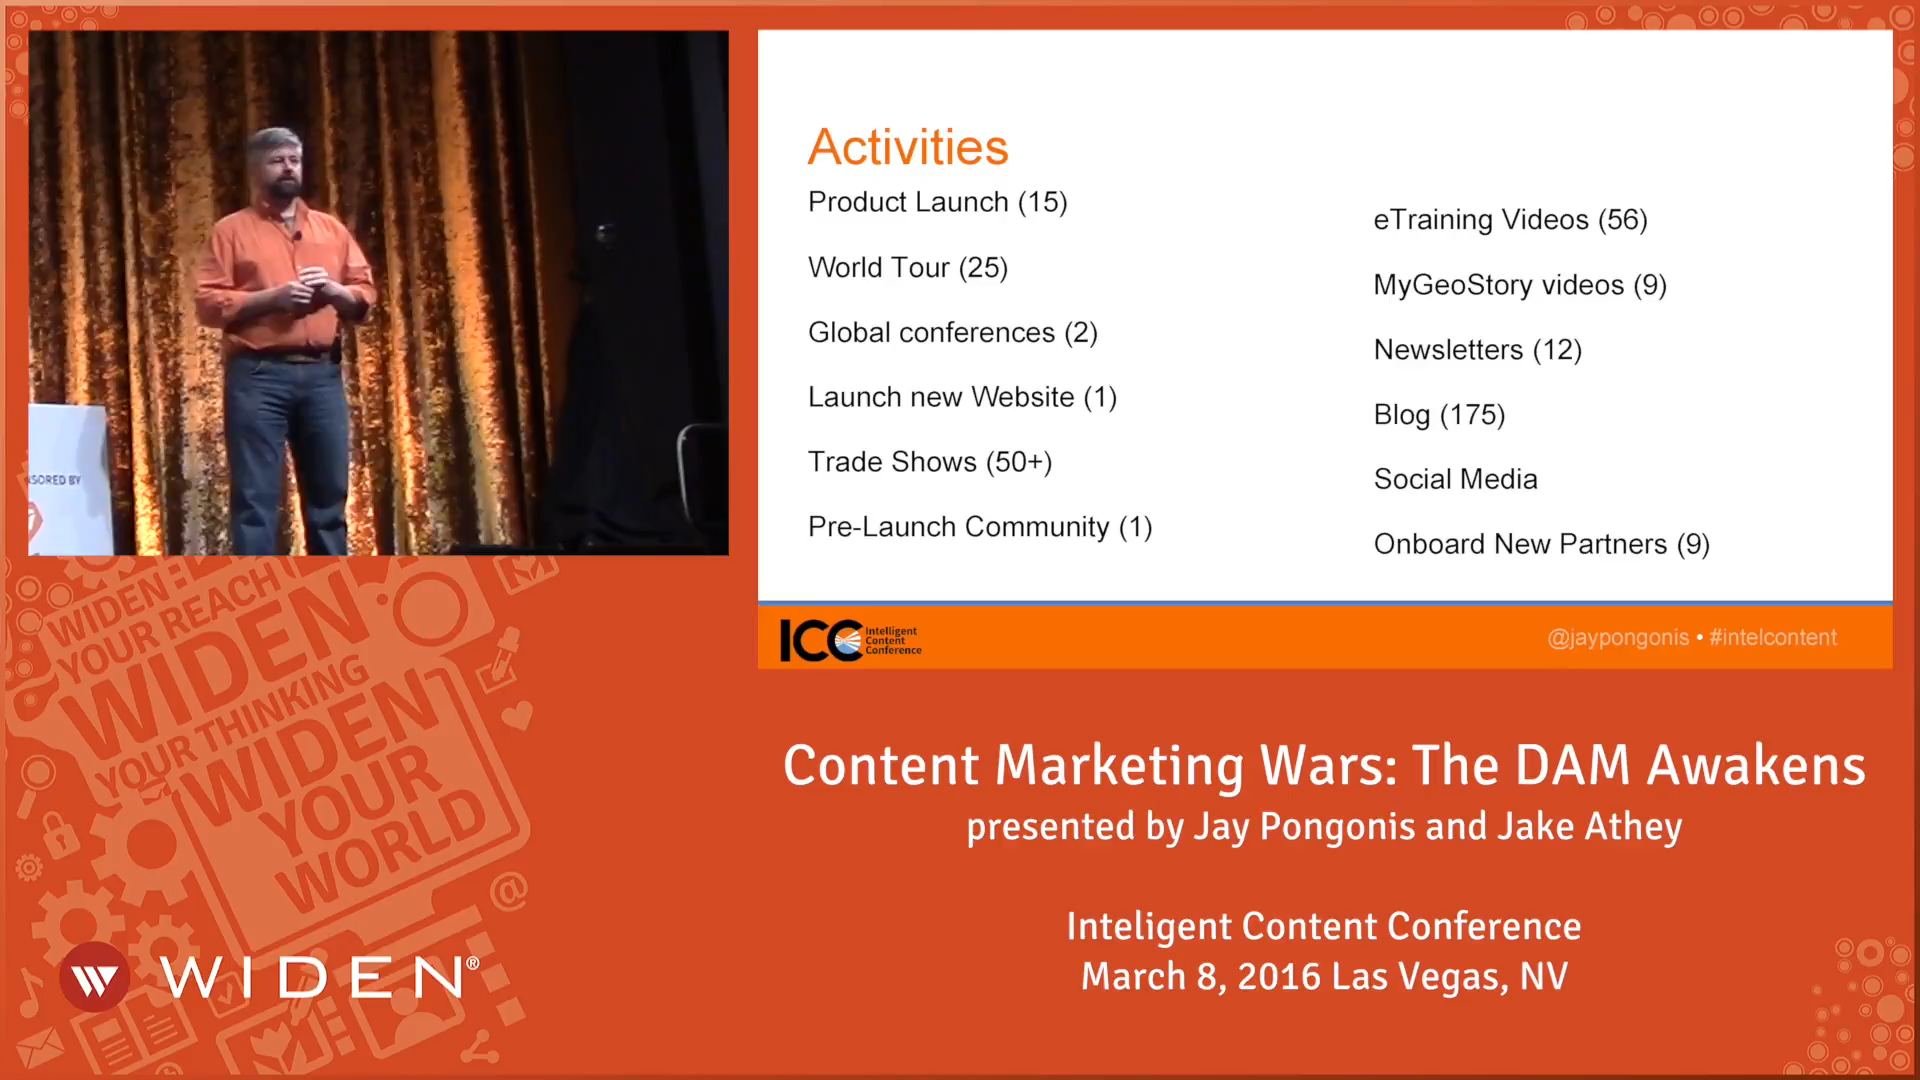 SORED BY
Activities
Product Launch (15)
World Tour (25)
Global conferences (2)
Launch new Website (1)
Trade Shows (50+)
Pre-Launch Community (1)
eTraining Videos (56)
MyGeoStory videos (9)
Newsletters (12)
Blog (175)
Social Media
Onboard New Partners (9)
ICC Intelligent
Content
Conference
@jaypongonis • #intelcontent
Content Marketing Wars: The DAM Awakens
presented by Jay Pongonis and Jake Athey
Inteligent Content Conference
March 8, 2016 Las Vegas, NV
WIDEN
YOUR REACH
WIDEN
YOUR THINKING
WIDEN
YOUR
WORLD
@
WIDEN®